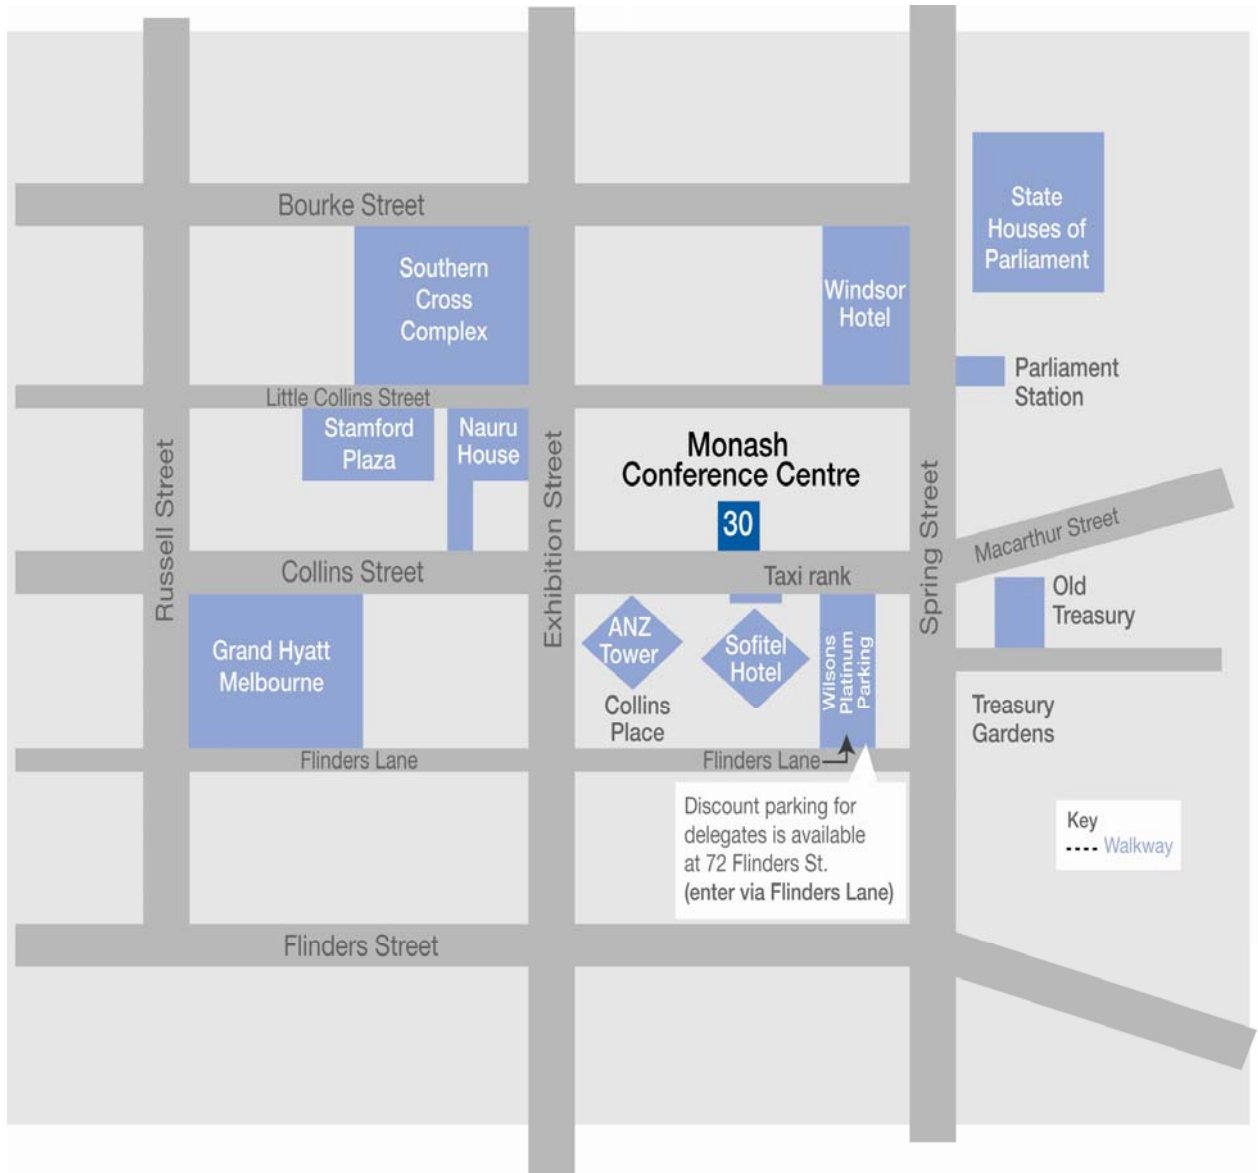 Bourke Street
State
Houses of
Parliament
Southern
Cross
Complex
Windsor
Hotel
Parliament
Station
Little Collins Street
Stamford
Plaza
Nauru
House
Monash
Conference Centre
30
Russell Street
Exhibition Street
Spring Street
Macarthur Street
Collins Street
Taxi rank
Old
Treasury
Grand Hyatt
Melbourne
ANZ
Tower
Sofitel
Hotel
Wilsons
Platinum
Parking
Collins
Place
Treasury
Gardens
Flinders Lane
Flinders Lane
Discount parking for
delegates is available
at 72 Flinders St.
(enter via Flinders Lane)
Key
Walkway
Flinders Street